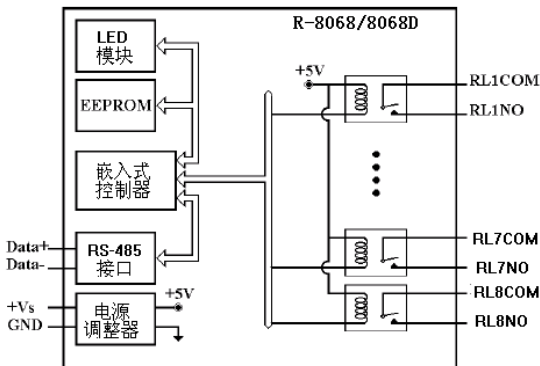 R-8068/8068D
LED
模块
EEPROM
嵌入式
控制器
RS-485
接口
电源
调整器
Data+
Data-
+Vs
GND
+5V
+5V
RL1COM
RL1NO
RL7COM
RL7NO
RL8COM
RL8NO